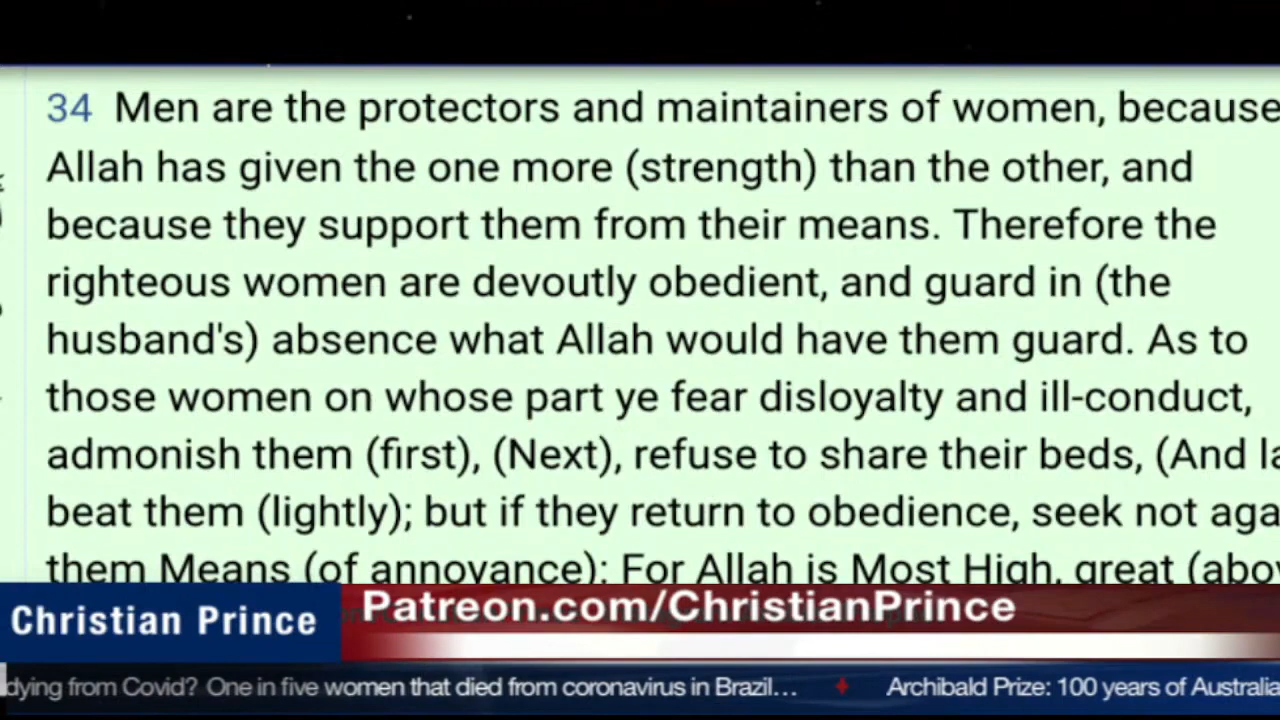 34 Men are the protectors and maintainers of women, because
Allah has given the one more (strength) than the other, and
because they support them from their means. Therefore the
righteous women are devoutly obedient, and guard in (the
husband's) absence what Allah would have them guard. As to
those women on whose part ye fear disloyalty and ill-conduct,
admonish them (first), (Next), refuse to share their beds, (And la
beat them (lightly); but if they return to obedience, seek not aga
them Means (of annoyance): For Allah is Most High, great (abov
Christian Prince
Patreon.com/ChristianPrince
dying from Covid? One in five women that died from coronavirus in Brazil... ♦ Archibald Prize: 100 years of Australia